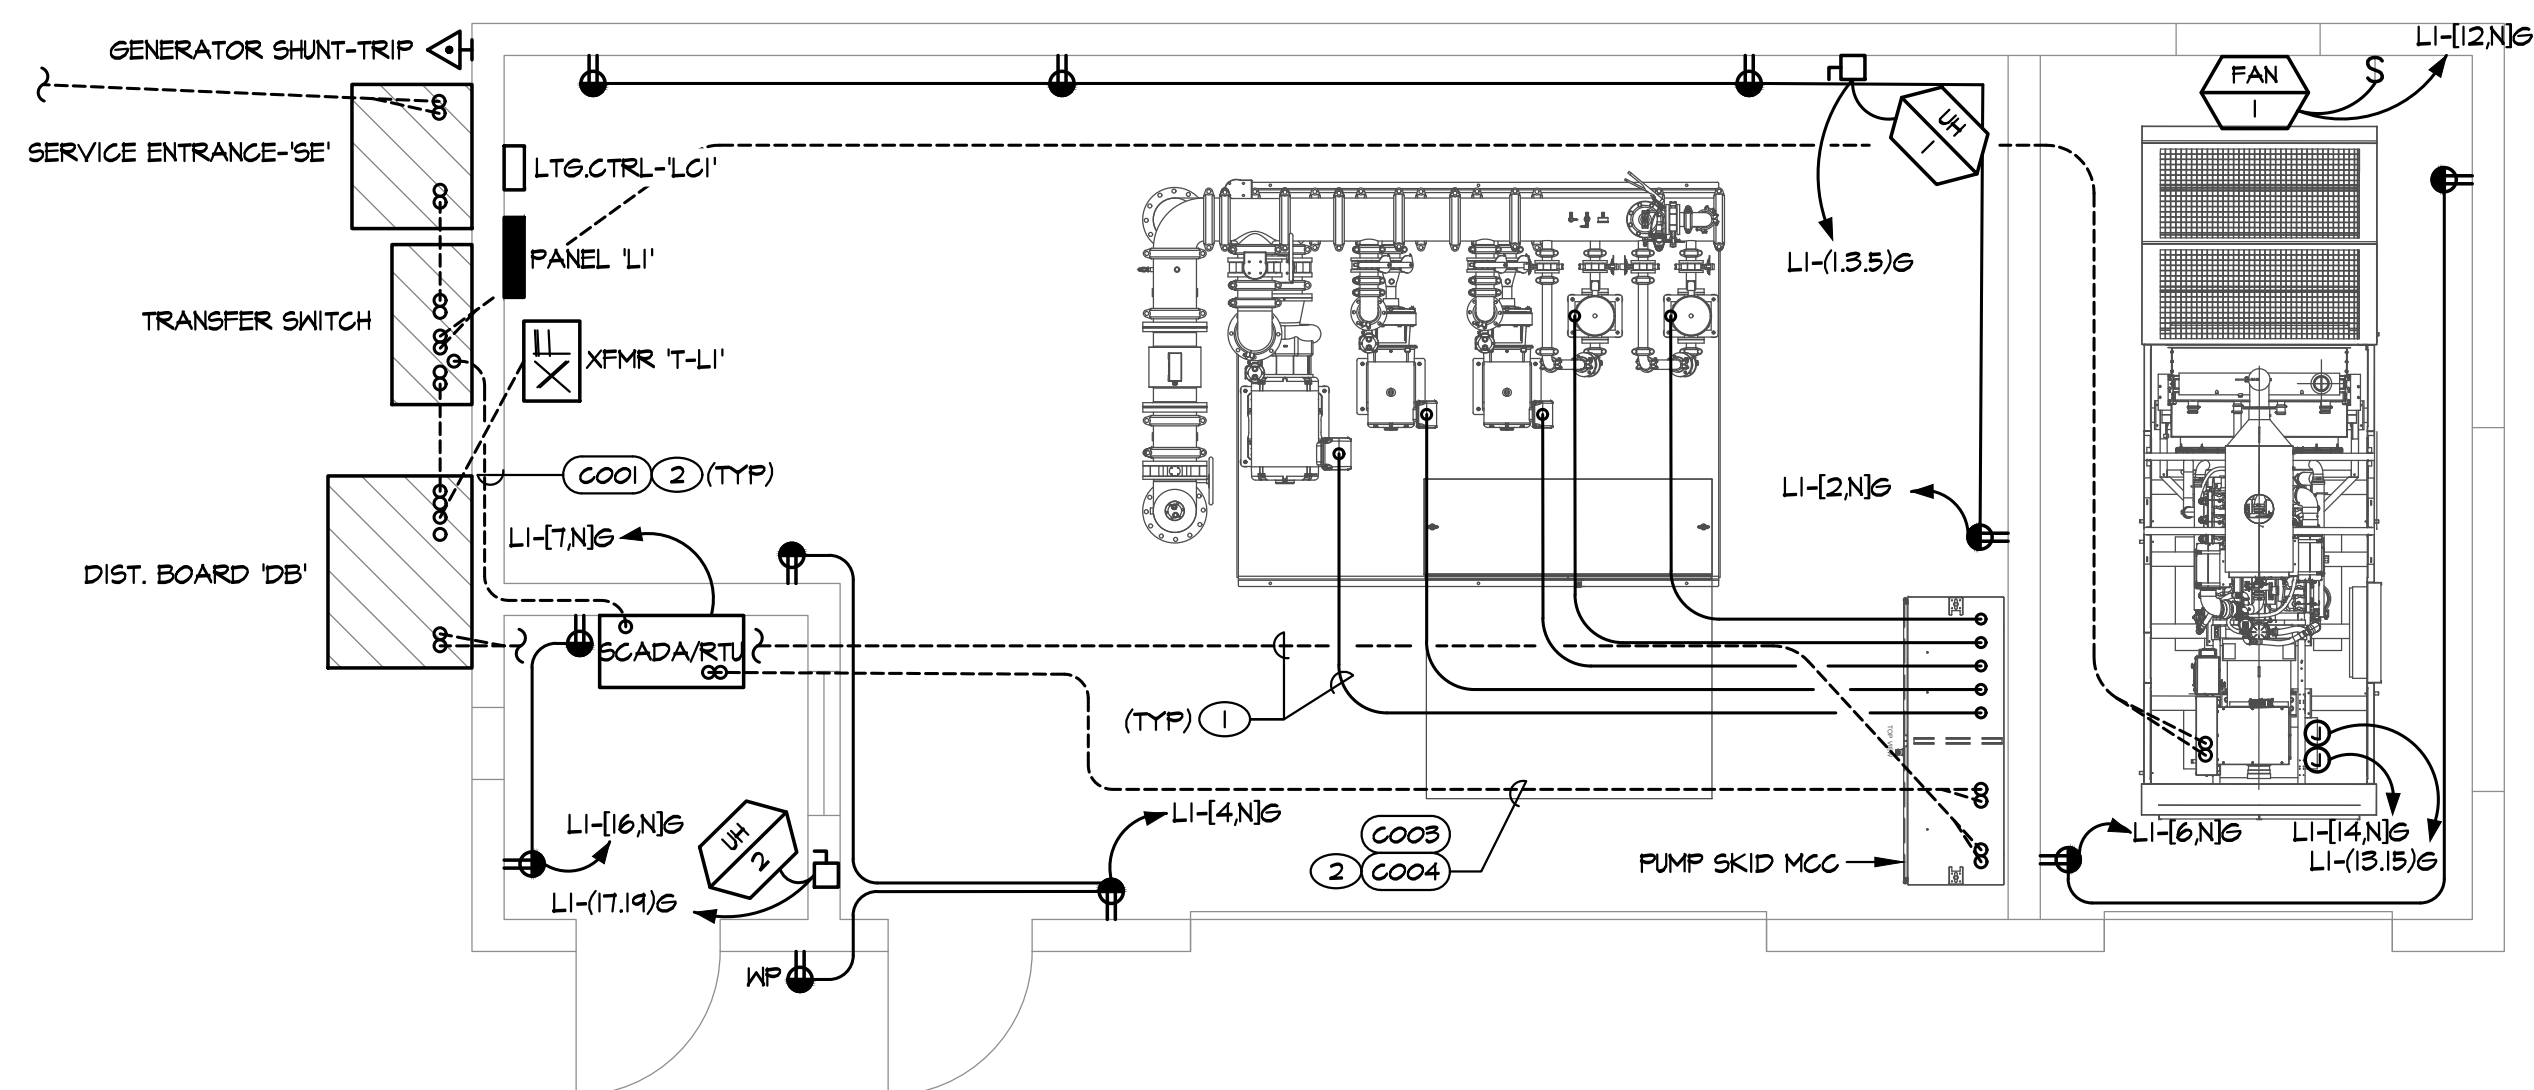 GENERATOR SHUNT-TRIP
L1-[12,N]G
FAN
1
S
SERVICE ENTRANCE-'SE'
LTG.CTRL-'LC1'
UH
1
PANEL 'L1'
L1-(1.3.5)G
TRANSFER SWITCH
XF
XFMR 'T-L1'
C001 2 (TYP)
L1-[2,N]G
L1-[7,N]G
DIST. BOARD 'DB'
SCADA/RTU
(TYP) 1
TOP
L
L
L1-[16,N]G
UH
2
L1-[4,N]G
C003
2 C004
PUMP SKID MCC
L1-[6,N]G
L1-[14,N]G
L1-(13.15)G
L1-(17.19)G
WP